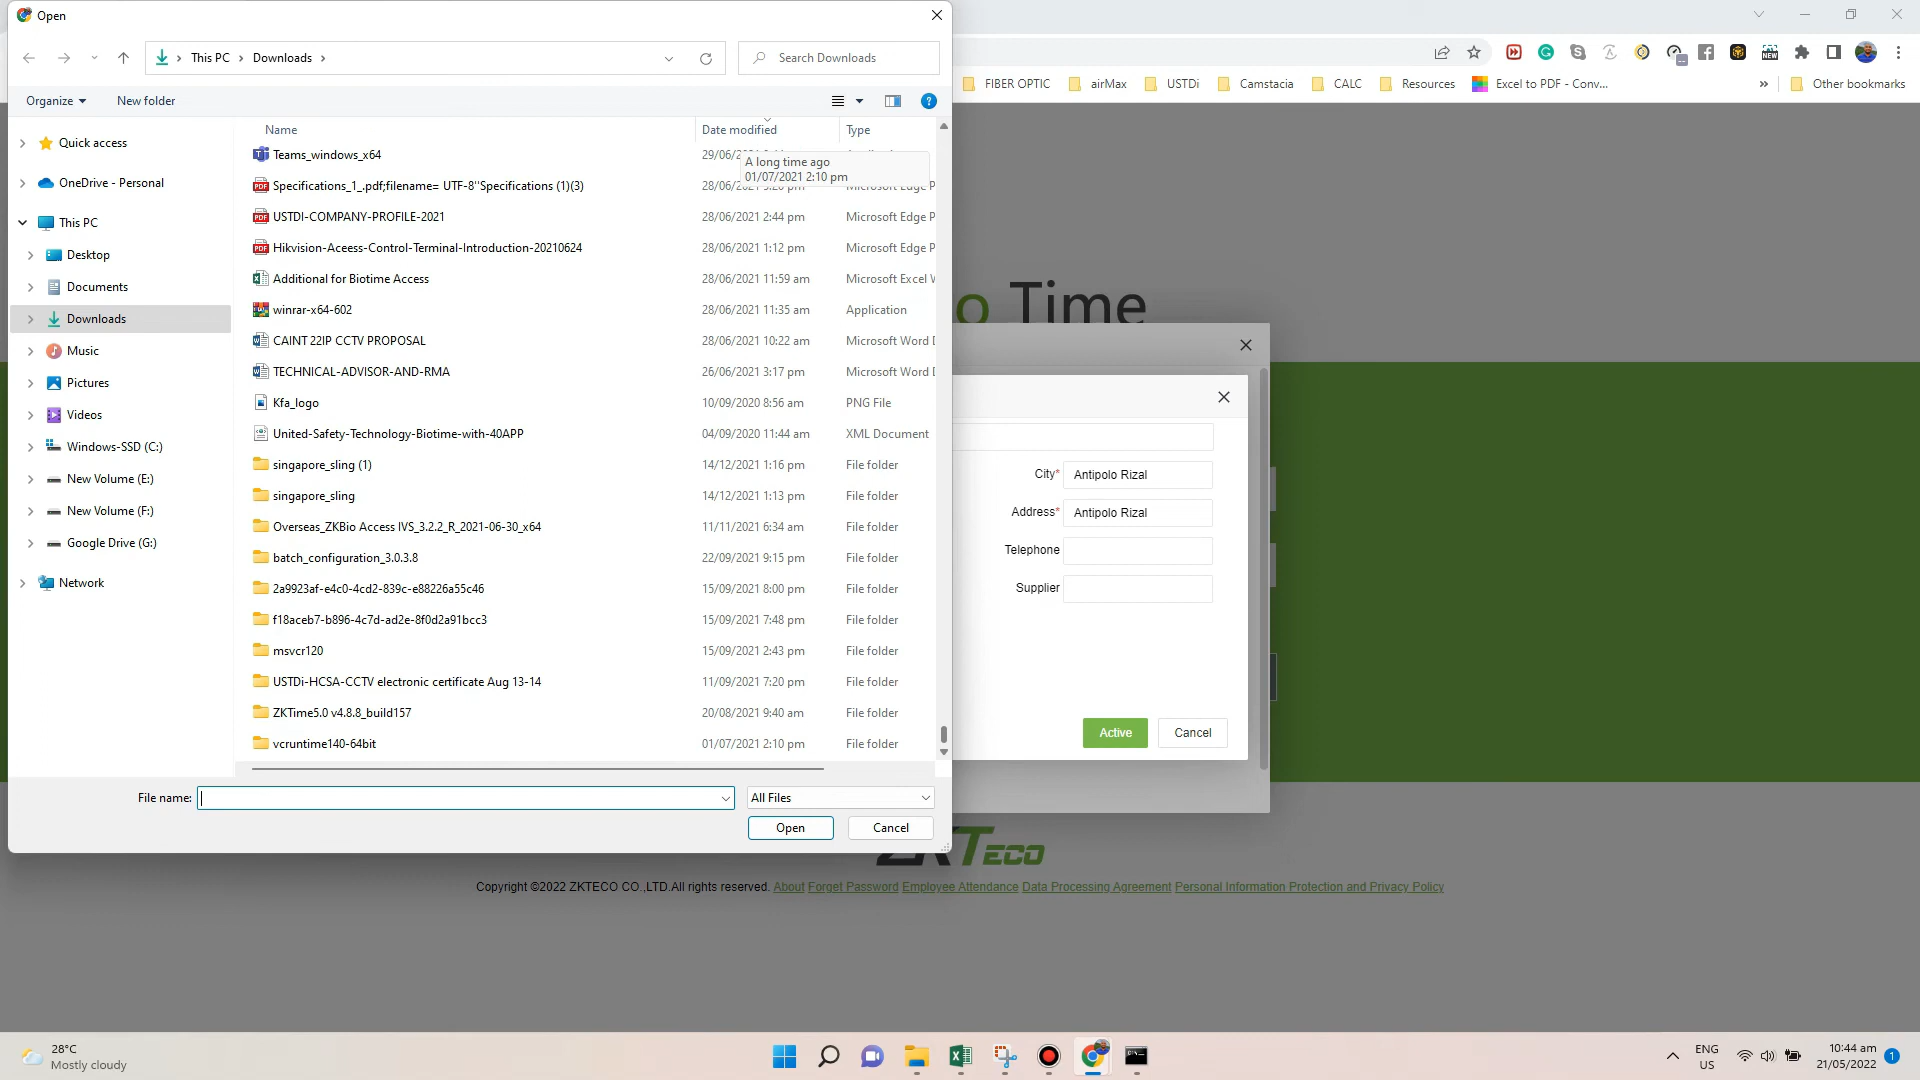 Open
This PC
Downloads
Search Downloads
Organize
New folder
Name
Date modified
Type
Teams_windows_x64
29/06/2
A long time ago
01/07/2021 2:10 pm
Specifications_1_.pdf;filename= UTF-8''Specifications (1)(3)
28/06/2021
Microsoft Edge P
USTDI-COMPANY-PROFILE-2021
28/06/2021 2:44 pm
Microsoft Edge P
Hikvision-Aceess-Control-Terminal-Introduction-20210624
28/06/2021 1:12 pm
Microsoft Edge P
Additional for Biotime Access
28/06/2021 11:59 am
Microsoft Excel W
winrar-x64-602
28/06/2021 11:35 am
Application
CAINT 22IP CCTV PROPOSAL
28/06/2021 10:22 am
Microsoft Word D
TECHNICAL-ADVISOR-AND-RMA
26/06/2021 3:17 pm
Microsoft Word D
Kfa_logo
10/09/2020 8:56 am
PNG File
United-Safety-Technology-Biotime-with-40APP
04/09/2020 11:44 am
XML Document
singapore_sling (1)
14/12/2021 1:16 pm
File folder
singapore_sling
14/12/2021 1:13 pm
File folder
Overseas_ZKBio Access IVS_3.2.2_R_2021-06-30_x64
11/11/2021 6:34 am
File folder
batch_configuration_3.0.3.8
22/09/2021 9:15 pm
File folder
2a9923af-e4c0-4cd2-839c-e88226a55c46
15/09/2021 8:00 pm
File folder
f18aceb7-b896-4c7d-ad2e-8f0d2a91bcc3
15/09/2021 7:48 pm
File folder
msvcr120
15/09/2021 2:43 pm
File folder
USTDi-HCSA-CCTV electronic certificate Aug 13-14
11/09/2021 7:20 pm
File folder
ZKTime5.0 v4.8.8_build157
20/08/2021 9:40 am
File folder
vcruntime140-64bit
01/07/2021 2:10 pm
File folder
Quick access
OneDrive - Personal
This PC
Desktop
Documents
Downloads
Music
Pictures
Videos
Windows-SSD (C:)
New Volume (E:)
New Volume (F:)
Google Drive (G:)
Network
File name:
All Files
Open
Cancel
FIBER OPTIC
airMax
USTDi
Camstacia
CALC
Resources
Excel to PDF - Conv...
»
Other bookmarks
o Time
City*
Antipolo Rizal
Address*
Antipolo Rizal
Telephone
Supplier
Active
Cancel
ZKTECO
Copyright ©2022 ZKTECO CO.,LTD.All rights reserved. About Forget Password Employee Attendance Data Processing Agreement Personal Information Protection and Privacy Policy
28°C
Mostly cloudy
ENG
US
10:44 am
21/05/2022
1